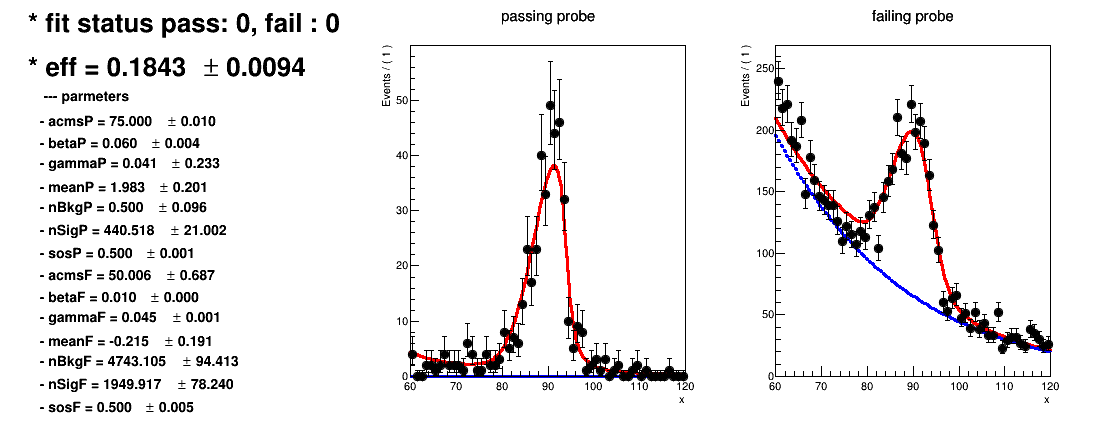 * fit status pass: 0, fail : 0
* eff = 0.1843 ± 0.0094
--- parmeters
- acmsP = 75.000 ± 0.010
- betaP = 0.060 ± 0.004
- gammaP = 0.041 ± 0.233
- meanP = 1.983 ± 0.201
- nBkgP = 0.500 ± 0.096
- nSigP = 440.518 ± 21.002
- sosP = 0.500 ± 0.001
- acmsF = 50.006 ± 0.687
- betaF = 0.010 ± 0.000
- gammaF = 0.045 ± 0.001
- meanF = -0.215 ± 0.191
- nBkgF = 4743.105 ± 94.413
- nSigF = 1949.917 ± 78.240
- sosF = 0.500 ± 0.005
passing probe
Events / ( 1 )
50
40
30
20
10
0
60 70 80 90 100 110 120
x
failing probe
Events / ( 1 )
250
200
150
100
50
0
60 70 80 90 100 110 120
x